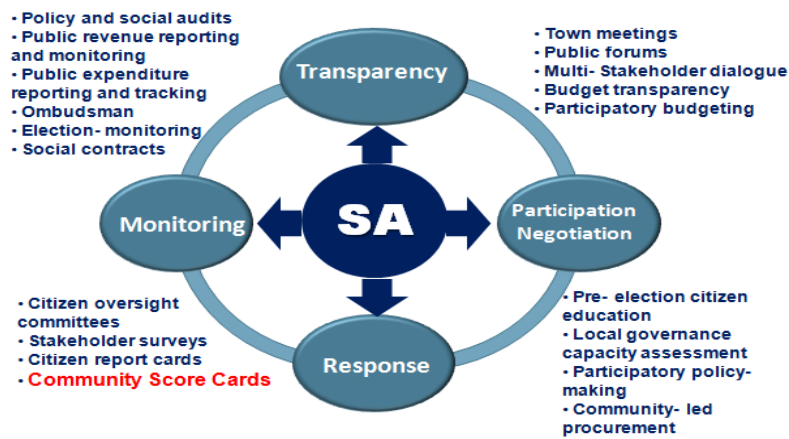 • Policy and social audits
• Public revenue reporting
and monitoring
• Public expenditure
reporting and tracking
• Ombudsman
• Election- monitoring
• Social contracts
Transparency
• Town meetings
• Public forums
• Multi- Stakeholder dialogue
• Budget transparency
• Participatory budgeting
Monitoring
SA
Participation
Negotiation
• Citizen oversight
committees
• Stakeholder surveys
• Citizen report cards
• Community Score Cards
Response
• Pre- election citizen
education
• Local governance
capacity assessment
• Participatory policy-
making
• Community- led
procurement